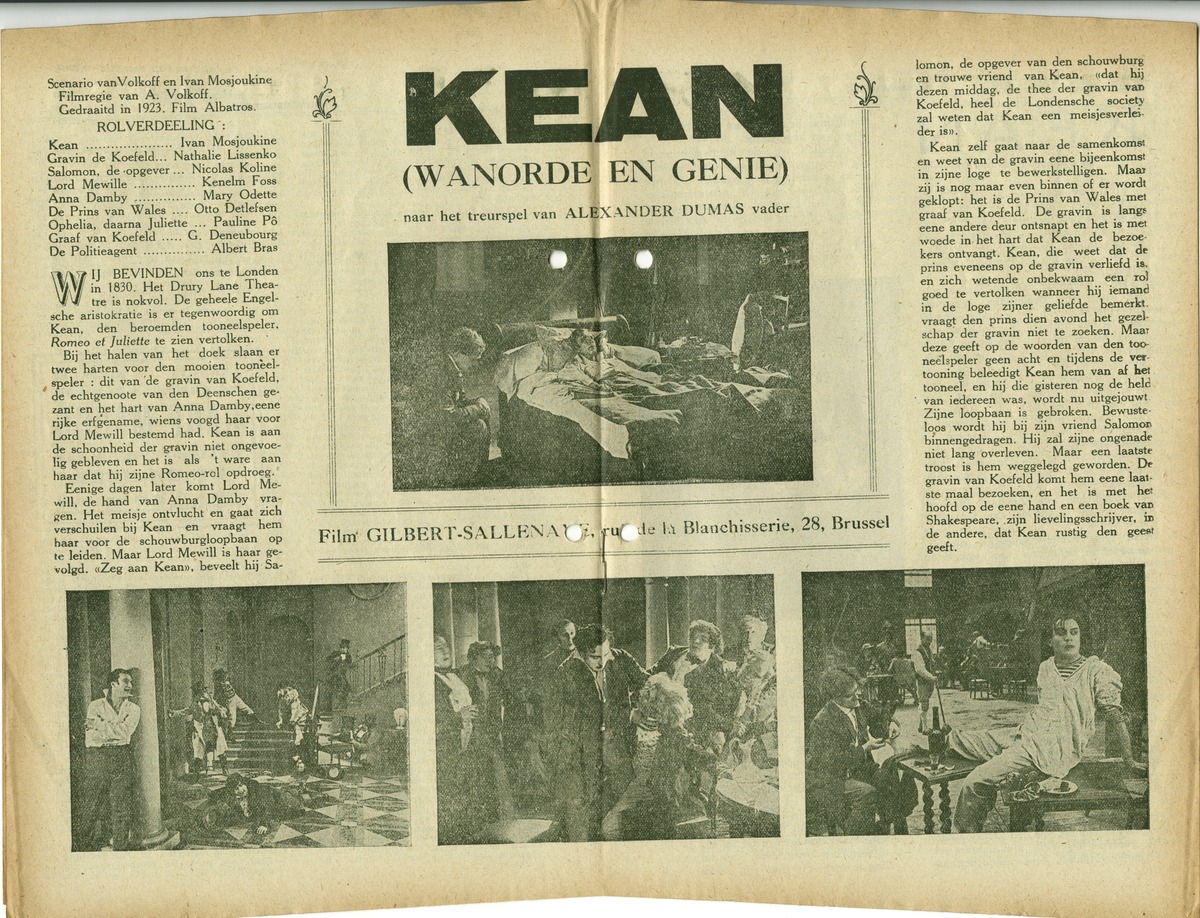 Scenario van Volkoff en Ivan Mosjoukine
Filmregie van A. Volkoff.
Gedraaitd in 1923. Film Albatros.
ROLVERDEELING :
Kean ..................... Ivan Mosjoukine
Gravin de Koefeld... Nathalie Lissenko
Salomon, de opgever ... Nicolas Koline
Lord Mewille ............... Kenelm Foss
Anna Damby ............... Mary Odette
De Prins van Wales .... Otto Detlefsen
Ophelia, daarna Juliette ... Pauline Pô
Graaf van Koefeld ..... G. Deneubourg
De Politieagent ............... Albert Bras
WIJ BEVINDEN ons te Londen
in 1830. Het Drury Lane Thea-
tre is nokvol. De geheele Engel-
sche aristokratie is er tegenwoordig om
Kean, den beroemden tooneelspeler,
Romeo et Juliette te zien vertolken.
Bij het halen van het doek slaan er
twee harten voor den mooien tooneel-
speler : dit van de gravin van Koefeld,
de echtgenote van den Deenschen ge-
zant en het hart van Anna Damby,eene
rijke erfgename, wiens voogd haar voor
Lord Mewill bestemd had. Kean is aan
de schoonheid der gravin niet ongevoe-
lig gebleven en het is als 't ware aan
haar dat hij zijne Romeo-rol opdroeg.
Eenige dagen later komt Lord Me-
will, de hand van Anna Damby vra-
gen. Het meisje ontvlucht en gaat zich
verschuilen bij Kean en vraagt hem
haar voor de schouwburgloopbaan op
te leiden. Maar Lord Mewill is haar ge-
volgd. «Zeg aan Kean», beveelt hij Sa-
KEAN
(WANORDE EN GENIE)
naar het treurspel van ALEXANDER DUMAS vader
Film GILBERT-SALLENAVE, rue de la Blanchisserie, 28, Brussel
lomon, de opgever van den schouwburg
en trouwe vriend van Kean, «dat hij
dezen middag, de thee der gravin van
Koefeld, heel de Londensche society
zal weten dat Kean een meisjesverlei-
der is».
Kean zelf gaat naar de samenkomst
en weet van de gravin eene bijeenkomst
in zijne loge te bewerkstelligen. Maar
zij is nog maar even binnen of er wordt
geklopt: het is de Prins van Wales met
graaf van Koefeld. De gravin is langs
eene andere deur ontsnapt en het is met
woede in het hart dat Kean de bezoe-
kers ontvangt. Kean, die weet dat de
prins eveneens op de gravin verliefd is,
en zich wetende onbekwaam een rol
goed te vertolken wanneer hij iemand
in de loge zijner geliefde bemerkt,
vraagt den prins dien avond het gezel-
schap der gravin niet te zoeken. Maar
deze geeft op de woorden van den too-
neelspeler geen acht en tijdens de ver-
tooning beleedigt Kean hem van af het
tooneel, en hij die gisteren nog de held
van iedereen was, wordt nu uitgejouwt.
Zijne loopbaan is gebroken. Bewuste-
loos wordt hij bij zijn vriend Salomon
binnengedragen. Hij zal zijne ongenade
niet lang overleven. Maar een laatste
troost is hem weggelegd geworden. De
gravin van Koefeld komt hem eene laat-
ste maal bezoeken, en het is met het
hoofd op de eene hand en een boek van
Shakespeare, zijn lievelingsschrijver, in
de andere, dat Kean rustig den geest
geeft.